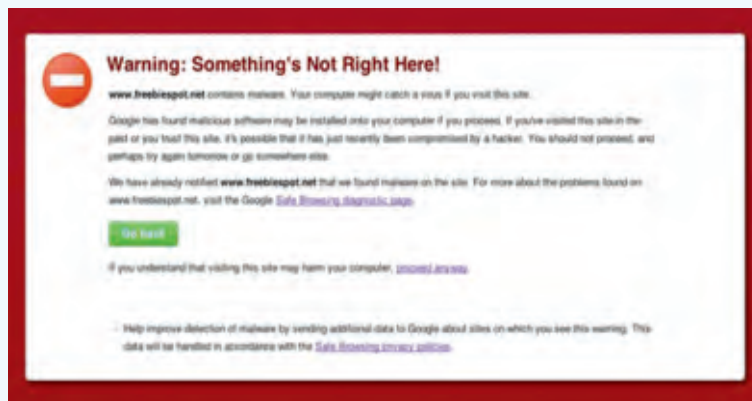 Warning: Something's Not Right Here!
www.freebiespot.net contains malware. Your computer might catch a virus if you visit this site.
Google has found malicious software may be installed onto your computer if you proceed. If you've visited this site in the
past or you trust this site, it's possible that it has just recently been compromised by a hacker. You should not proceed, and
perhaps try again tomorrow or go somewhere else.
We have already notified www.freebiespot.net that we found malware on the site. For more about the problems found on
www.freebiespot.net, visit the Google Safe Browsing diagnostic page.
Go back
If you understand that visiting this site may harm your computer, proceed anyway.
Help improve detection of malware by sending additional data to Google about sites on which you see this warning. This
data will be handled in accordance with the Safe Browsing privacy policies.